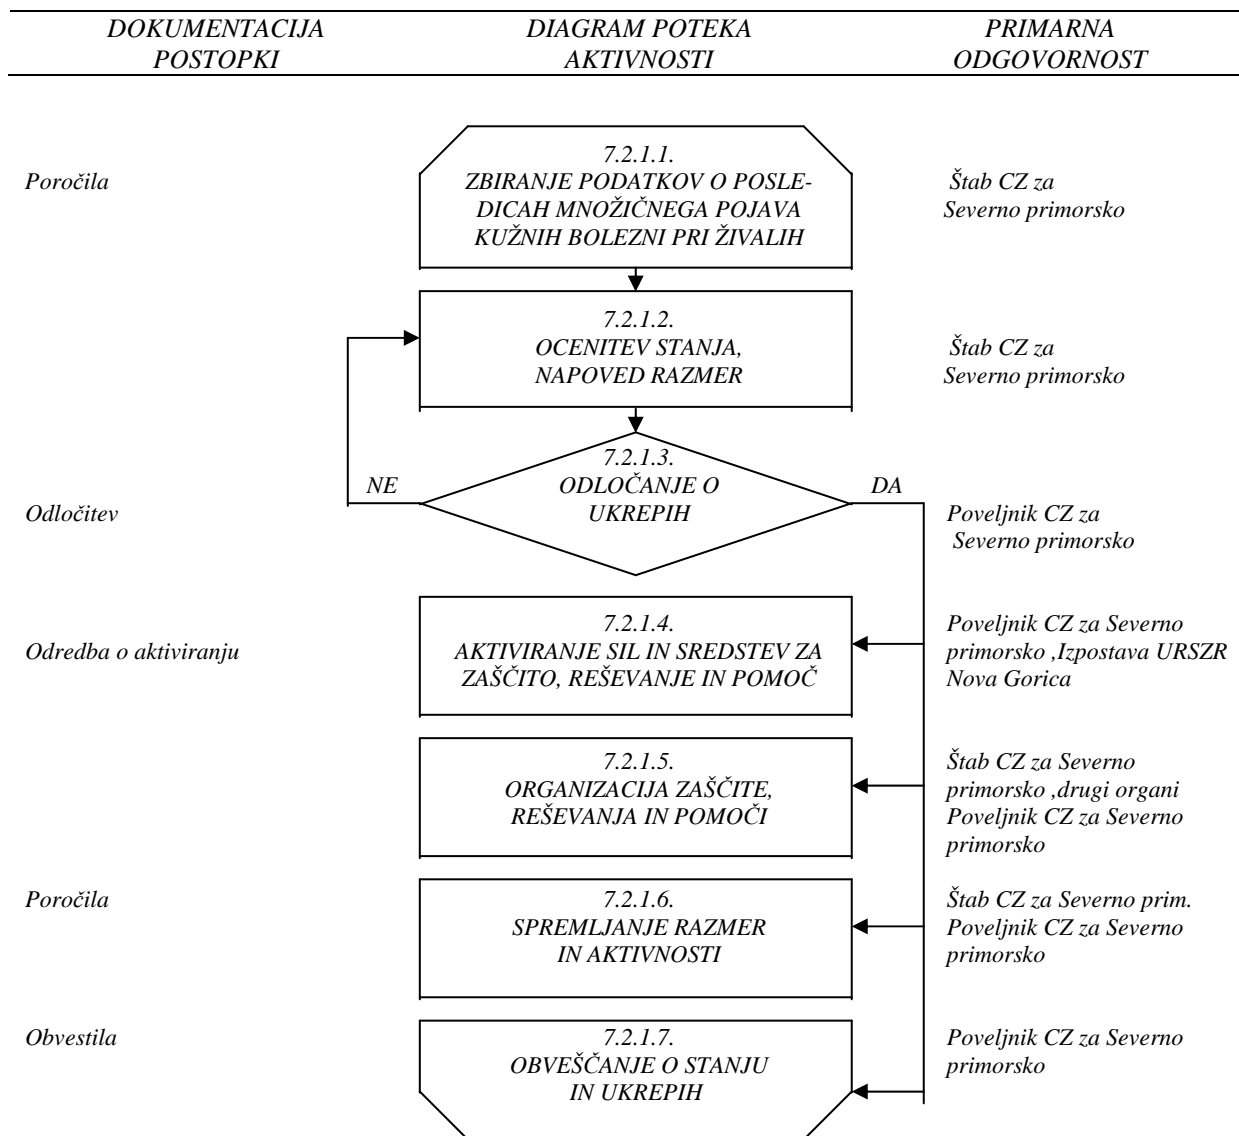 DOKUMENTACIJA
POSTOPKI
DIAGRAM POTEKA
AKTIVNOSTI
PRIMARNA
ODGOVORNOST
Poročila
7.2.1.1.
ZBIRANJE PODATKOV O POSLE-
DICAH MNOŽIČNEGA POJAVA
KUŽNIH BOLEZNI PRI ŽIVALIH
Štab CZ za
Severno primorsko
7.2.1.2.
OCENITEV STANJA,
NAPOVED RAZMER
Štab CZ za
Severno primorsko
Odločitev
NE
7.2.1.3.
ODLOČANJE O
UKREPIH
DA
Poveljnik CZ za
Severno primorsko
Odredba o aktiviranju
7.2.1.4.
AKTIVIRANJE SIL IN SREDSTEV ZA
ZAŠČITO, REŠEVANJE IN POMOČ
Poveljnik CZ za Severno
primorsko ,Izpostava URSZR
Nova Gorica
7.2.1.5.
ORGANIZACIJA ZAŠČITE,
REŠEVANJA IN POMOČI
Štab CZ za Severno
primorsko ,drugi organi
Poveljnik CZ za Severno
primorsko
Poročila
7.2.1.6.
SPREMLJANJE RAZMER
IN AKTIVNOSTI
Štab CZ za Severno prim.
Poveljnik CZ za Severno
primorsko
Obvestila
7.2.1.7.
OBVEŠČANJE O STANJU
IN UKREPIH
Poveljnik CZ za Severno
primorsko